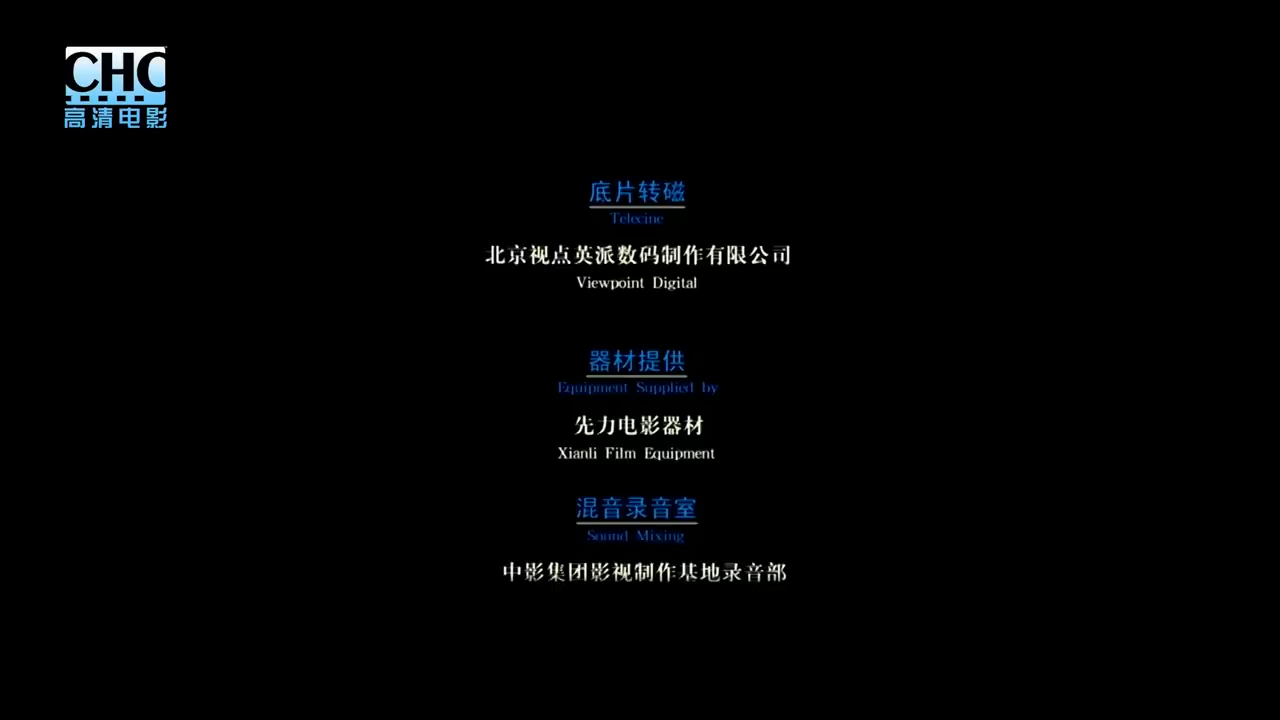 CHC
高清电影
底片转磁
Telecine
北京视点英派数码制作有限公司
Viewpoint Digital
器材提供
Equipment Supplied by
先力电影器材
Xianli Film Equipment
混音录音室
Sound Mixing
中影集团影视制作基地录音部